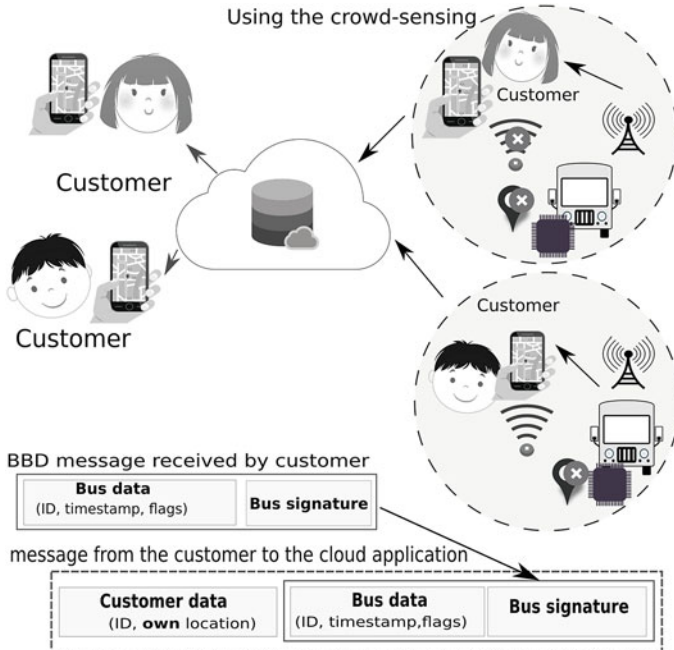 Using the crowd-sensing
Customer
Customer
Customer
Customer
BBD message received by customer
Bus data
(ID, timestamp, flags)
Bus signature
message from the customer to the cloud application
Customer data
(ID, own location)
Bus data
(ID, timestamp,flags)
Bus signature